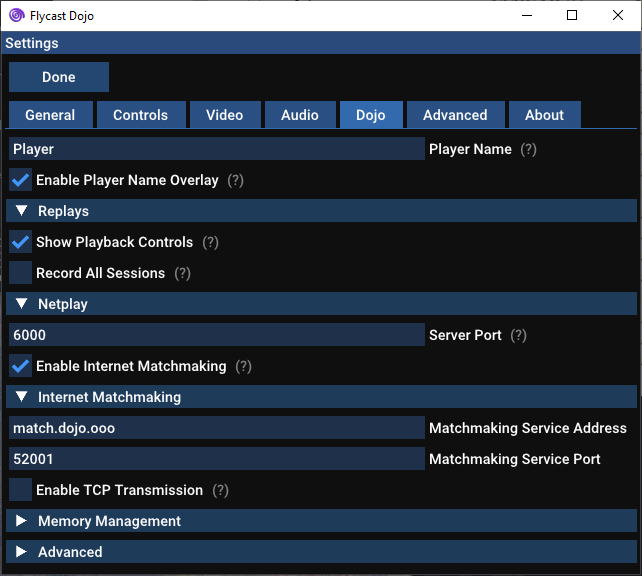 Flycast Dojo
Settings
Done
General Controls Video Audio Dojo Advanced About
Player Player Name (?)
Enable Player Name Overlay (?)
Replays
Show Playback Controls (?)
Record All Sessions (?)
Netplay
6000 Server Port (?)
Enable Internet Matchmaking (?)
Internet Matchmaking
match.dojo.ooo Matchmaking Service Address
52001 Matchmaking Service Port
Enable TCP Transmission (?)
Memory Management
Advanced